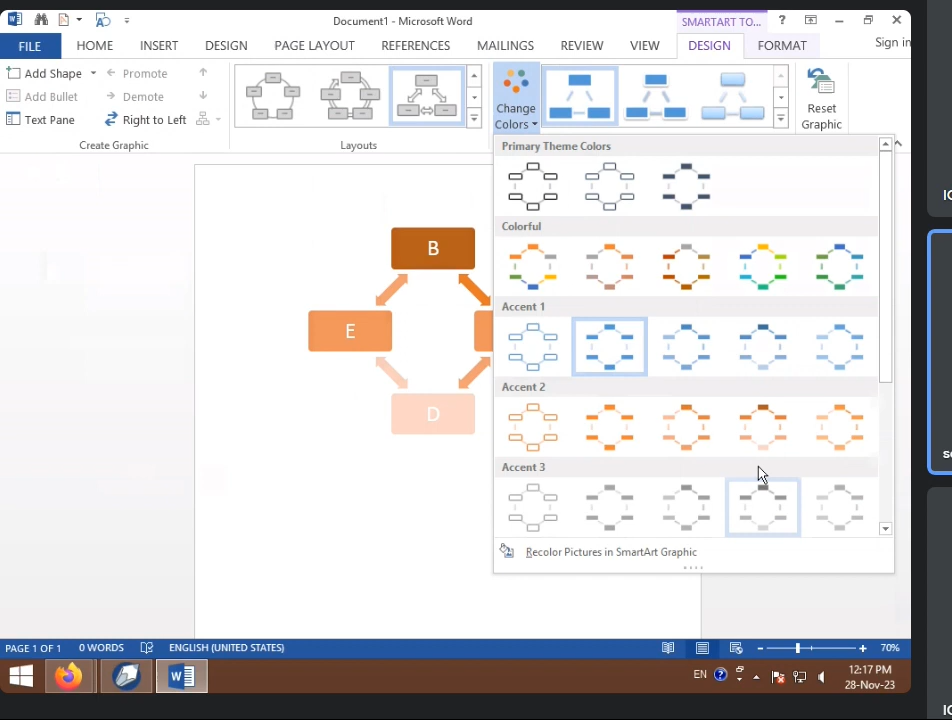 Document1 - Microsoft Word
SMARTART TO...
?
FILE
HOME
INSERT
DESIGN
PAGE LAYOUT
REFERENCES
MAILINGS
REVIEW
VIEW
DESIGN
FORMAT
Sign in
Add Shape
Promote
Add Bullet
Demote
Text Pane
Right to Left
Create Graphic
Layouts
Change
Colors
Reset
Graphic
Primary Theme Colors
Colorful
Accent 1
Accent 2
Accent 3
Recolor Pictures in SmartArt Graphic
B
E
D
PAGE 1 OF 1
0 WORDS
ENGLISH (UNITED STATES)
70%
EN
12:17 PM
28-Nov-23